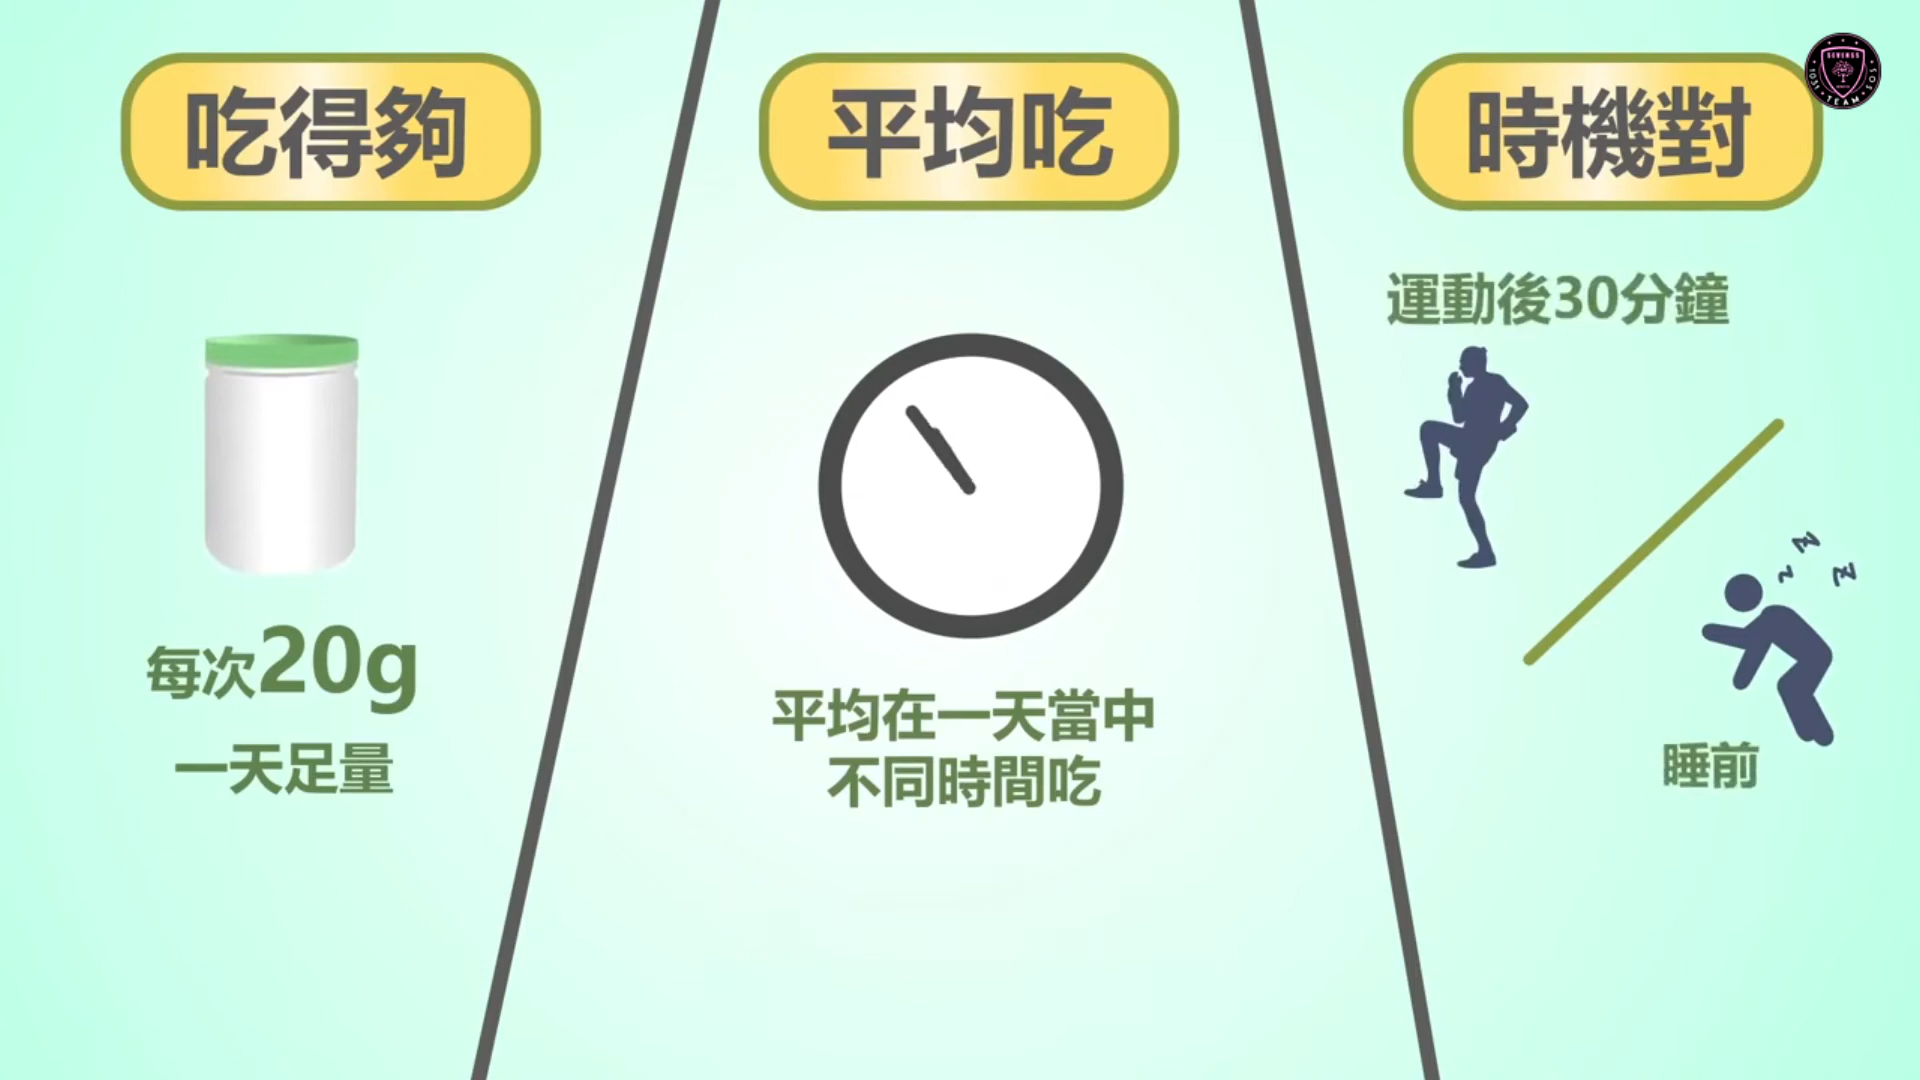 吃得夠
每次20g
一天足量
平均吃
平均在一天當中
不同時間吃
時機對
運動後30分鐘
z z z
睡前
TEAM